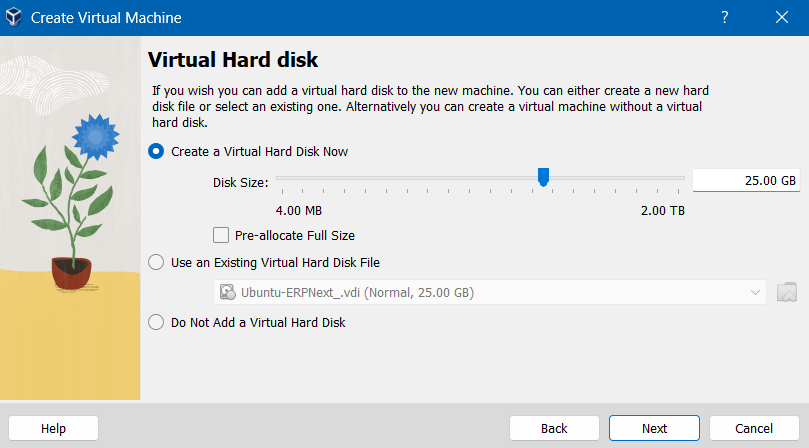 Create Virtual Machine
?
Virtual Hard disk
If you wish you can add a virtual hard disk to the new machine. You can either create a new hard
disk file or select an existing one. Alternatively you can create a virtual machine without a virtual
hard disk.
Create a Virtual Hard Disk Now
Disk Size:
25.00 GB
4.00 MB
2.00 TB
Pre-allocate Full Size
Use an Existing Virtual Hard Disk File
Ubuntu-ERPNext_.vdi (Normal, 25.00 GB)
Do Not Add a Virtual Hard Disk
Help
Back
Next
Cancel